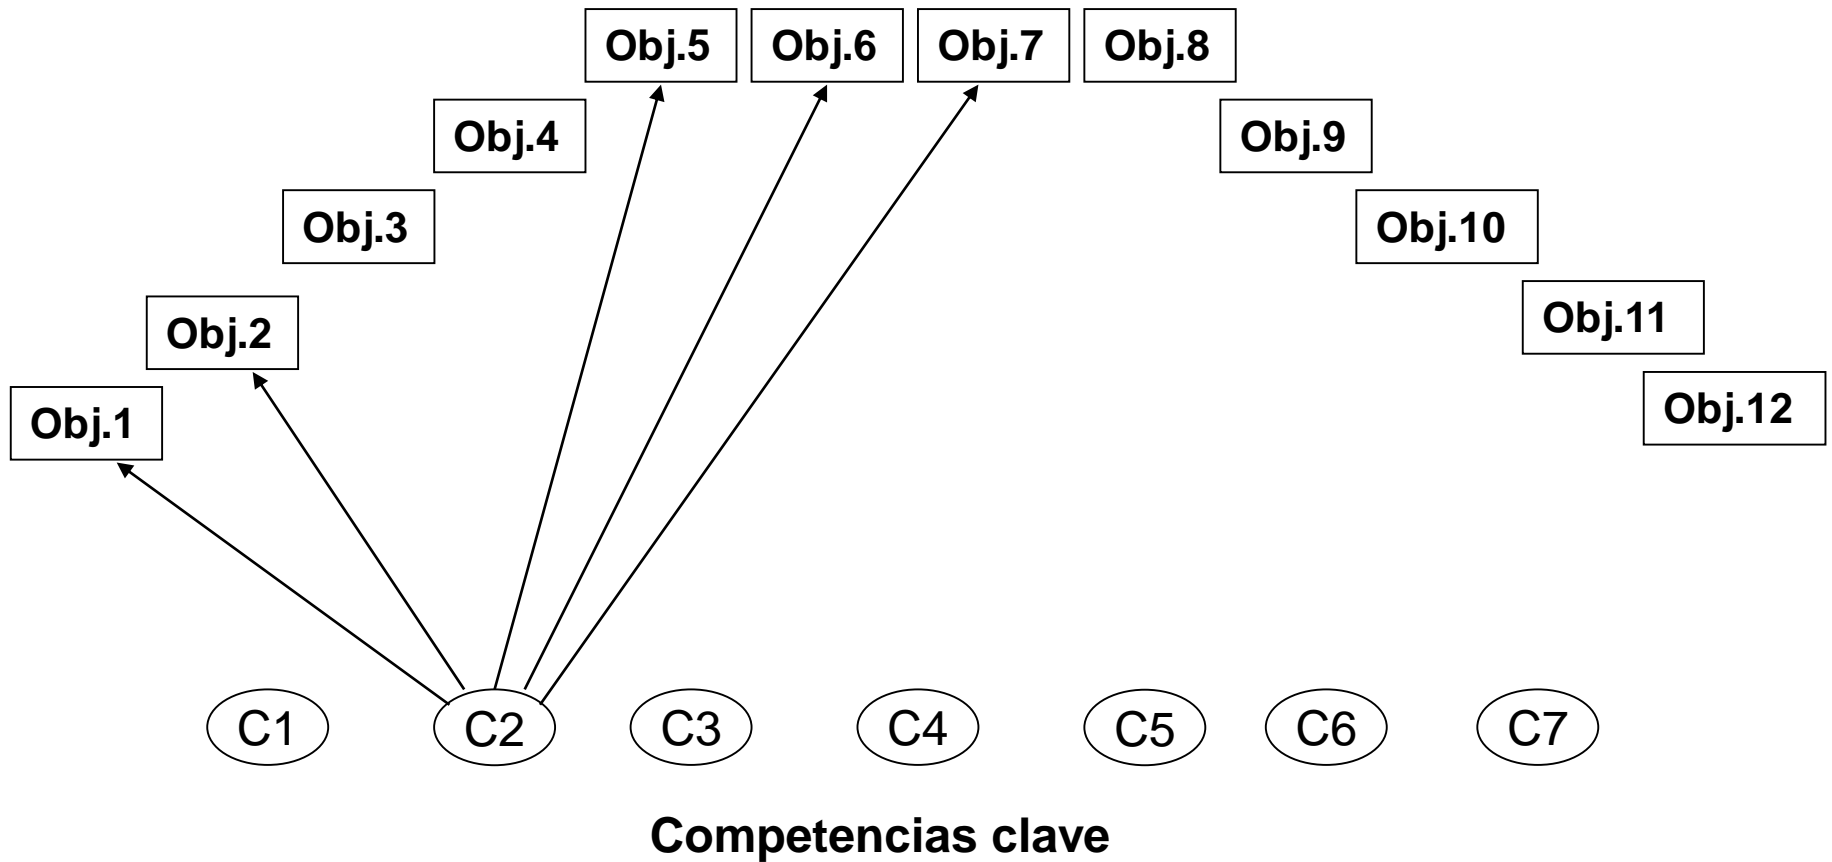 Obj.5 Obj.6 Obj.7 Obj.8
Obj.4 Obj.9
Obj.3 Obj.10
Obj.2 Obj.11
Obj.1 Obj.12
C1 C2 C3 C4 C5 C6 C7
Competencias clave